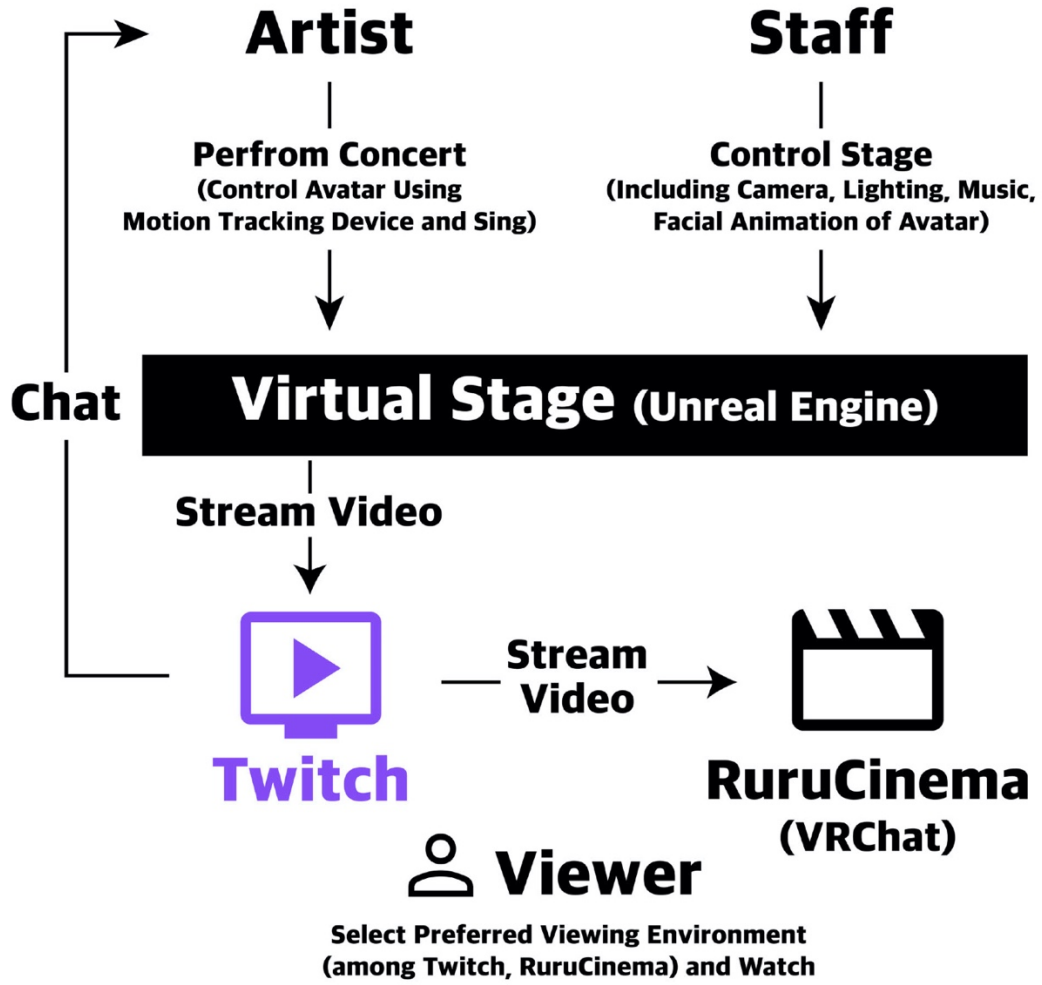 Artist
Staff
Perfrom Concert
(Control Avatar Using
Motion Tracking Device and Sing)
Control Stage
(Including Camera, Lighting, Music,
Facial Animation of Avatar)
Chat
Virtual Stage (Unreal Engine)
Stream Video
Stream
Video
Twitch
RuruCinema
(VRChat)
Viewer
Select Preferred Viewing Environment
(among Twitch, RuruCinema) and Watch